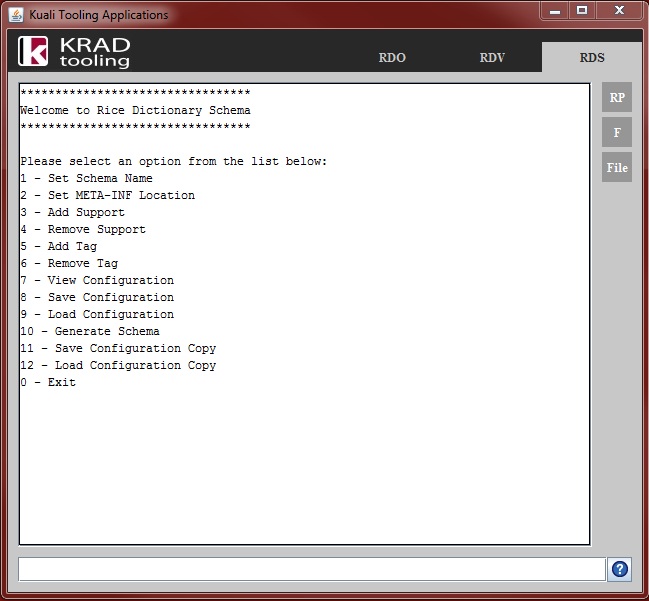 Kuali Tooling Applications
KRAD
tooling
RDO RDV RDS
*********************************
Welcome to Rice Dictionary Schema
*********************************
Please select an option from the list below:
1 - Set Schema Name
2 - Set META-INF Location
3 - Add Support
4 - Remove Support
5 - Add Tag
6 - Remove Tag
7 - View Configuration
8 - Save Configuration
9 - Load Configuration
10 - Generate Schema
11 - Save Configuration Copy
12 - Load Configuration Copy
0 - Exit
RP
F
File
?